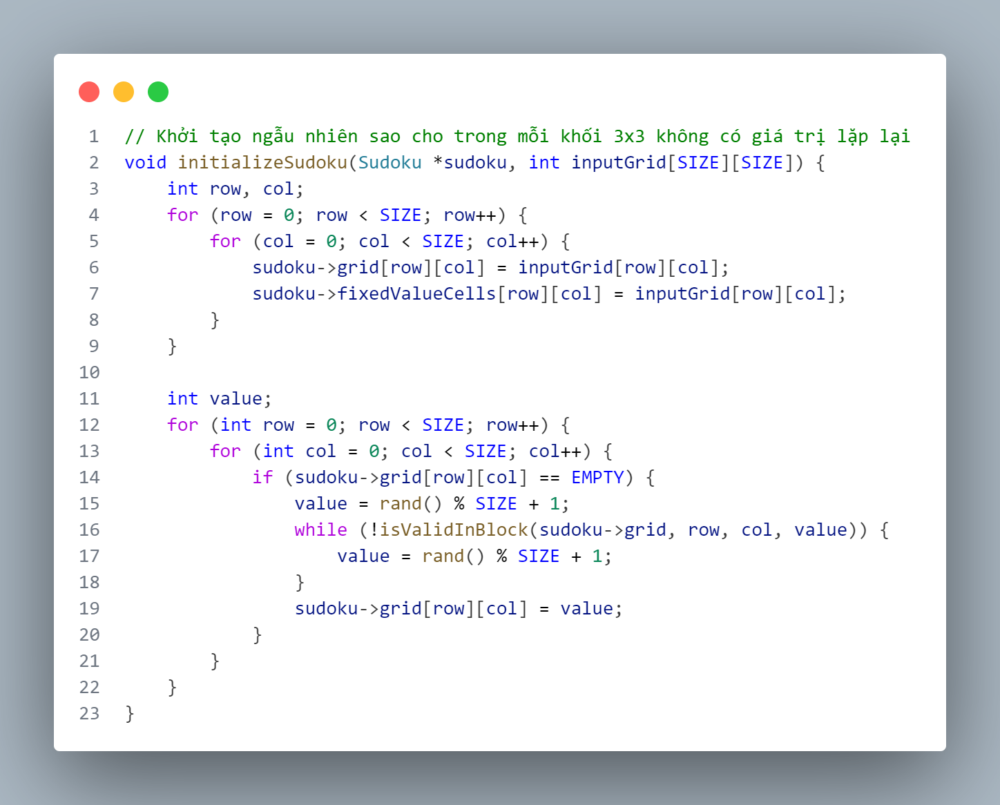 1 // Khởi tạo ngẫu nhiên sao cho trong mỗi khối 3x3 không có giá trị lặp lại
2 void initializeSudoku(Sudoku *sudoku, int inputGrid[SIZE][SIZE]) {
3     int row, col;
4     for (row = 0; row < SIZE; row++) {
5         for (col = 0; col < SIZE; col++) {
6             sudoku->grid[row][col] = inputGrid[row][col];
7             sudoku->fixedValueCells[row][col] = inputGrid[row][col];
8         }
9     }
10
11     int value;
12     for (int row = 0; row < SIZE; row++) {
13         for (int col = 0; col < SIZE; col++) {
14             if (sudoku->grid[row][col] == EMPTY) {
15                 value = rand() % SIZE + 1;
16                 while (!isValidInBlock(sudoku->grid, row, col, value)) {
17                     value = rand() % SIZE + 1;
18                 }
19                 sudoku->grid[row][col] = value;
20             }
21         }
22     }
23 }